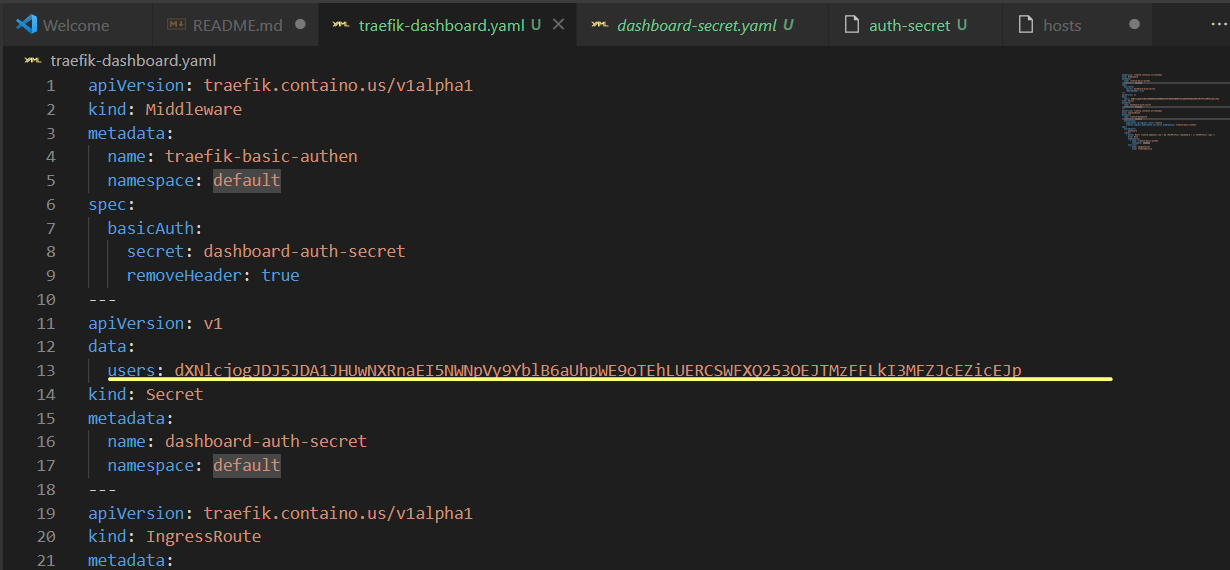 Welcome README.md traefik-dashboard.yaml U dashboard-secret.yaml U auth-secret U hosts
traefik-dashboard.yaml
1 apiVersion: traefik.containo.us/v1alpha1
2 kind: Middleware
3 metadata:
4 name: traefik-basic-authen
5 namespace: default
6 spec:
7 basicAuth:
8 secret: dashboard-auth-secret
9 removeHeader: true
10 ---
11 apiVersion: v1
12 data:
13 users: dXNlcjogJDJ5JDA1JHUwNXRnaEI5NWNpVy9YblB6aUhpWE9oTEhLUERCSWFXQ253OEJTMzFFLkI3MFZJcEZicEJp
14 kind: Secret
15 metadata:
16 name: dashboard-auth-secret
17 namespace: default
18 ---
19 apiVersion: traefik.containo.us/v1alpha1
20 kind: IngressRoute
21 metadata: